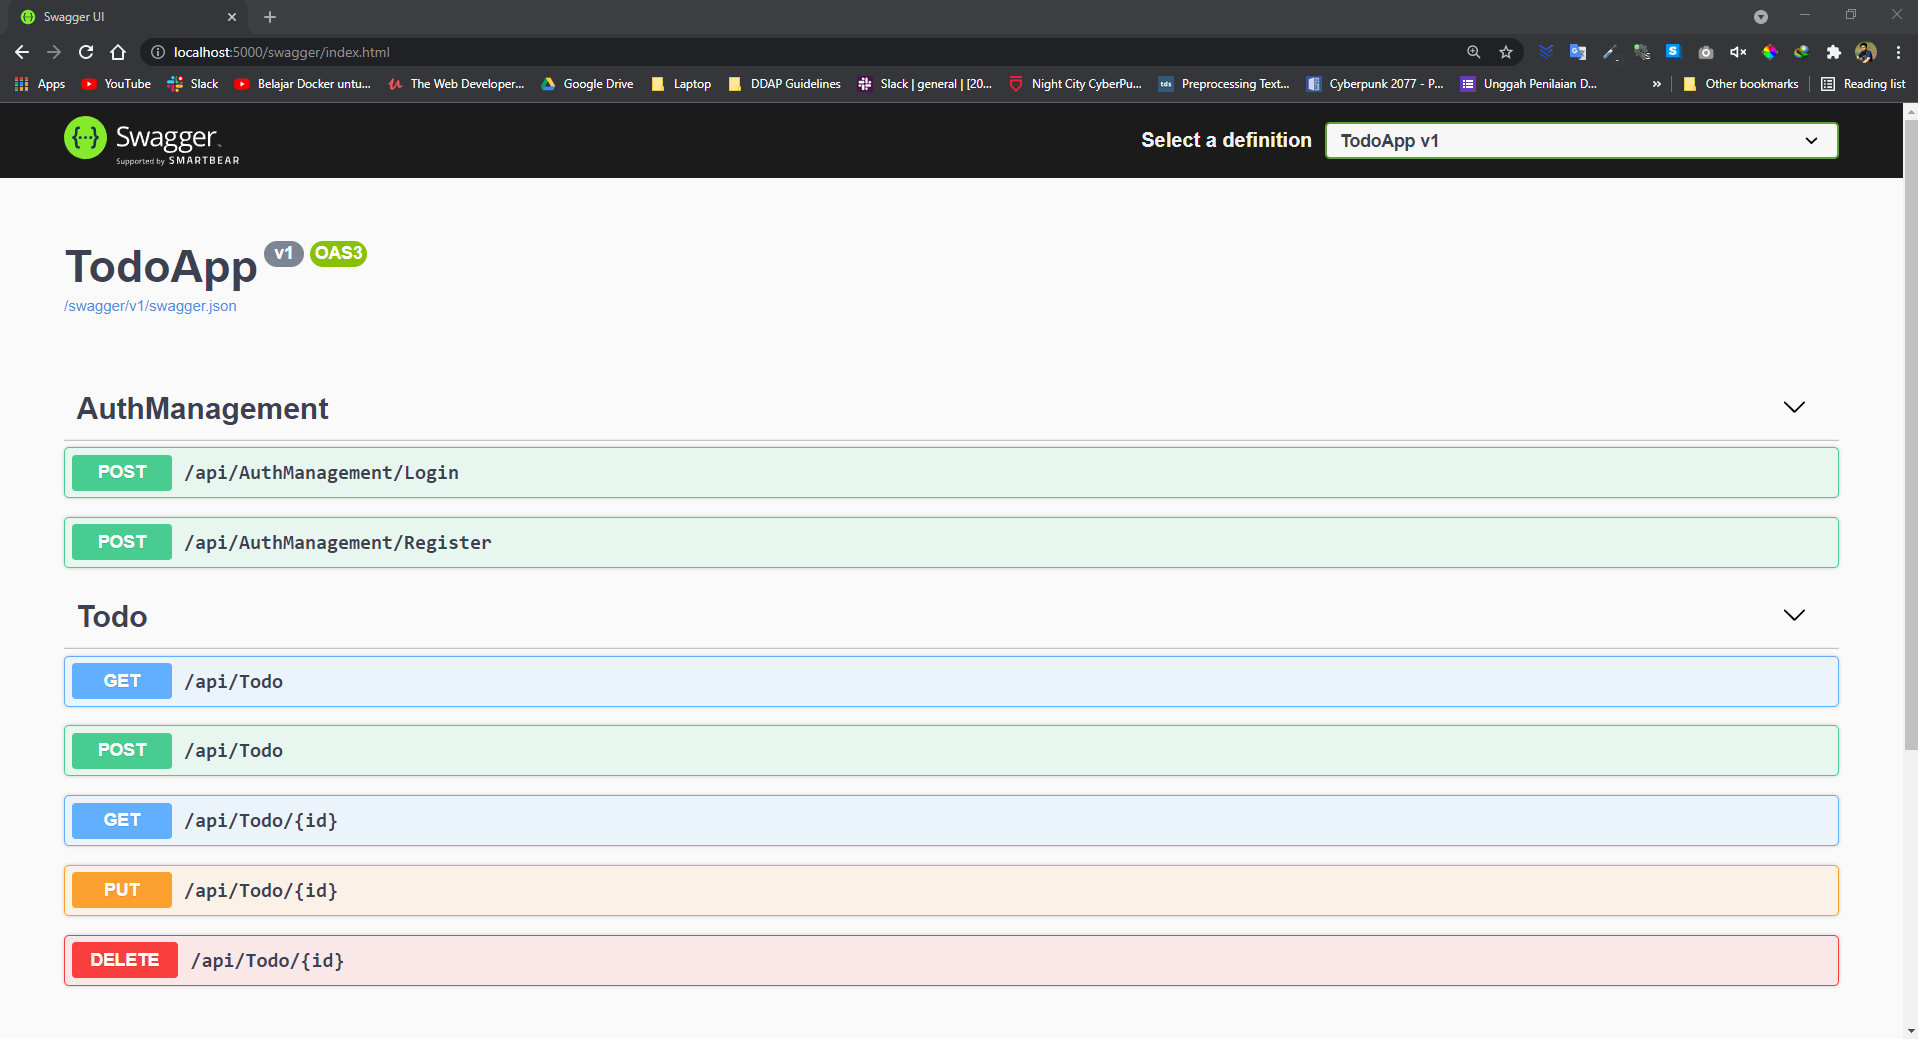 Swagger UI
localhost:5000/swagger/index.html
Apps YouTube Slack Belajar Docker untu... The Web Developer... Google Drive Laptop DDAP Guidelines Slack | general | [20... Night City CyberPu... Preprocessing Text... Cyberpunk 2077 - P... Unggah Penilaian D... » Other bookmarks Reading list
Swagger
Supported by SMARTBEAR
Select a definition TodoApp v1
TodoApp v1 OAS3
/swagger/v1/swagger.json
AuthManagement
POST /api/AuthManagement/Login
POST /api/AuthManagement/Register
Todo
GET /api/Todo
POST /api/Todo
GET /api/Todo/{id}
PUT /api/Todo/{id}
DELETE /api/Todo/{id}